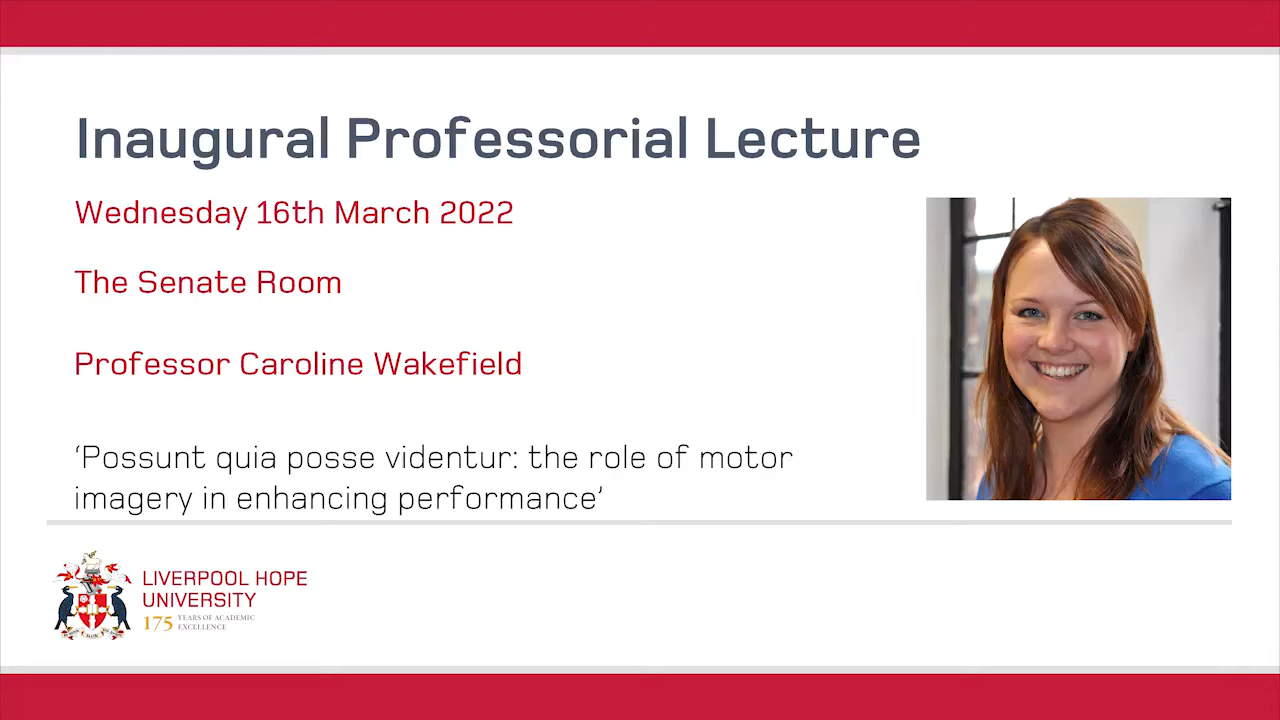 Inaugural Professorial Lecture
Wednesday 16th March 2022
The Senate Room
Professor Caroline Wakefield
‘Possunt quia posse videntur: the role of motor
imagery in enhancing performance’
LIVERPOOL HOPE
UNIVERSITY
175 YEARS OF ACADEMIC
EXCELLENCE